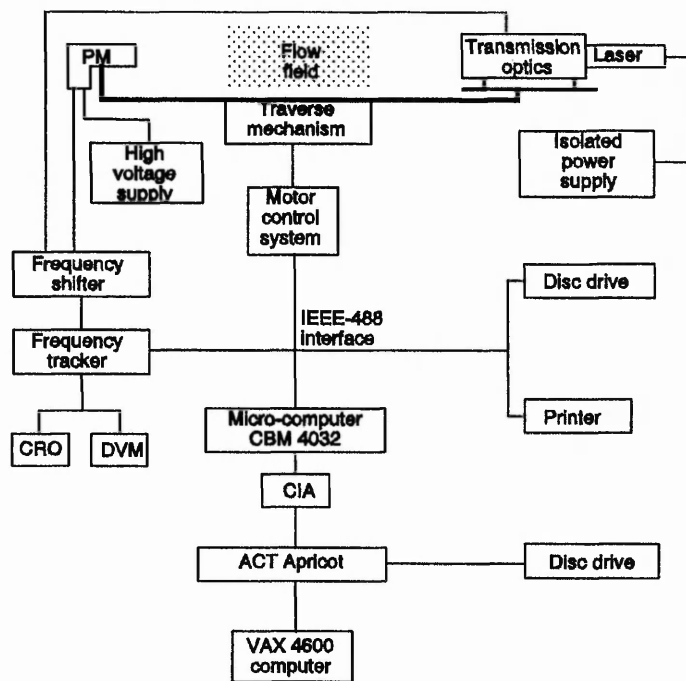 PM
Flow
field
Transmission
optics
Laser
Traverse
mechanism
High
voltage
supply
Isolated
power
supply
Motor
control
system
Frequency
shifter
Disc drive
IEEE-488
interface
Frequency
tracker
Micro-computer
CBM 4032
Printer
CRO
DVM
CIA
ACT Apricot
Disc drive
VAX 4600
computer